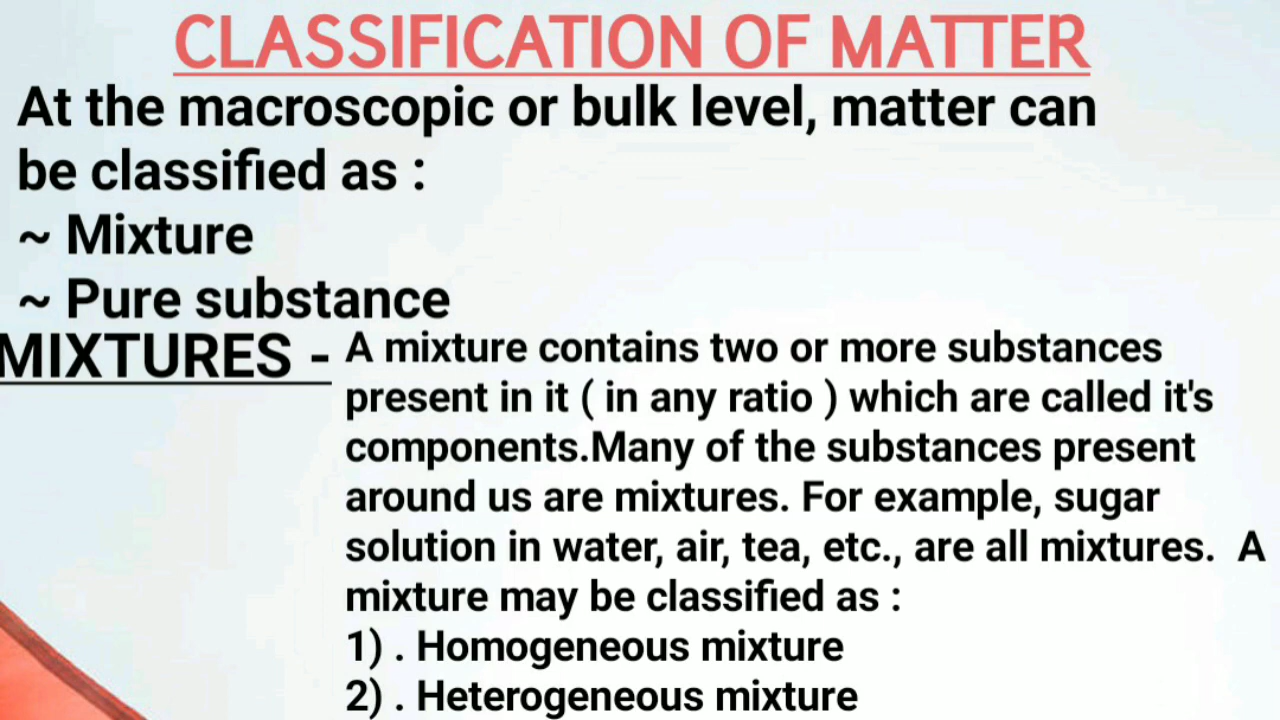 CLASSIFICATION OF MATTER
At the macroscopic or bulk level, matter can
be classified as :
~ Mixture
~ Pure substance
MIXTURES -
A mixture contains two or more substances
present in it ( in any ratio ) which are called it's
components.Many of the substances present
around us are mixtures. For example, sugar
solution in water, air, tea, etc., are all mixtures. A
mixture may be classified as :
1) . Homogeneous mixture
2) . Heterogeneous mixture